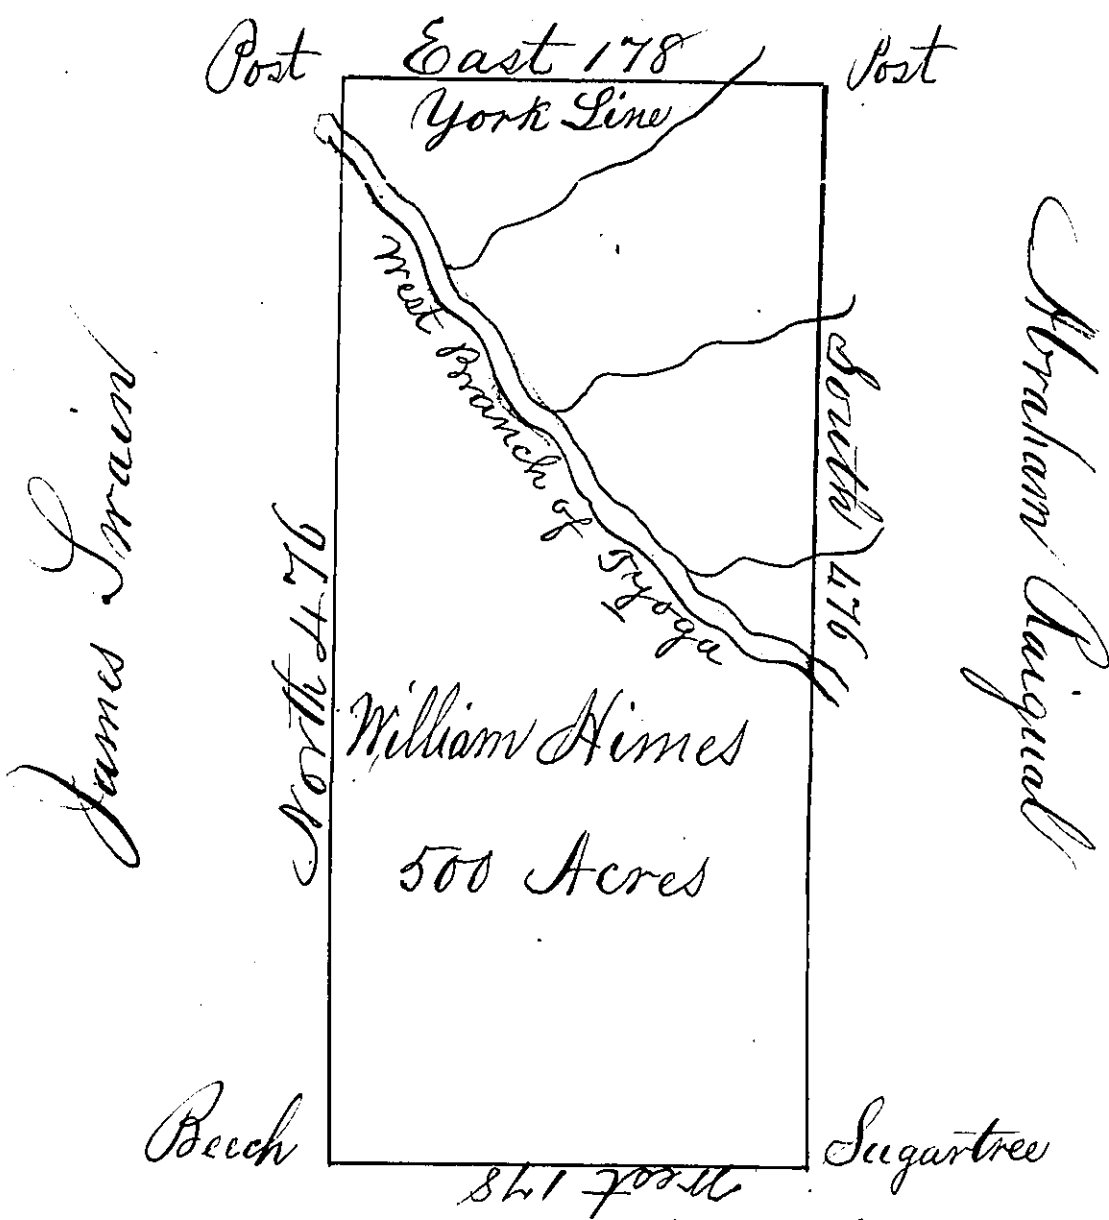 Post East 178 Post
York Line
West Branch of Tyoga
James Swain
North 476
South 476
Abraham Raigual
William Himes
500 Acres
Beech
Sugartree
West 178